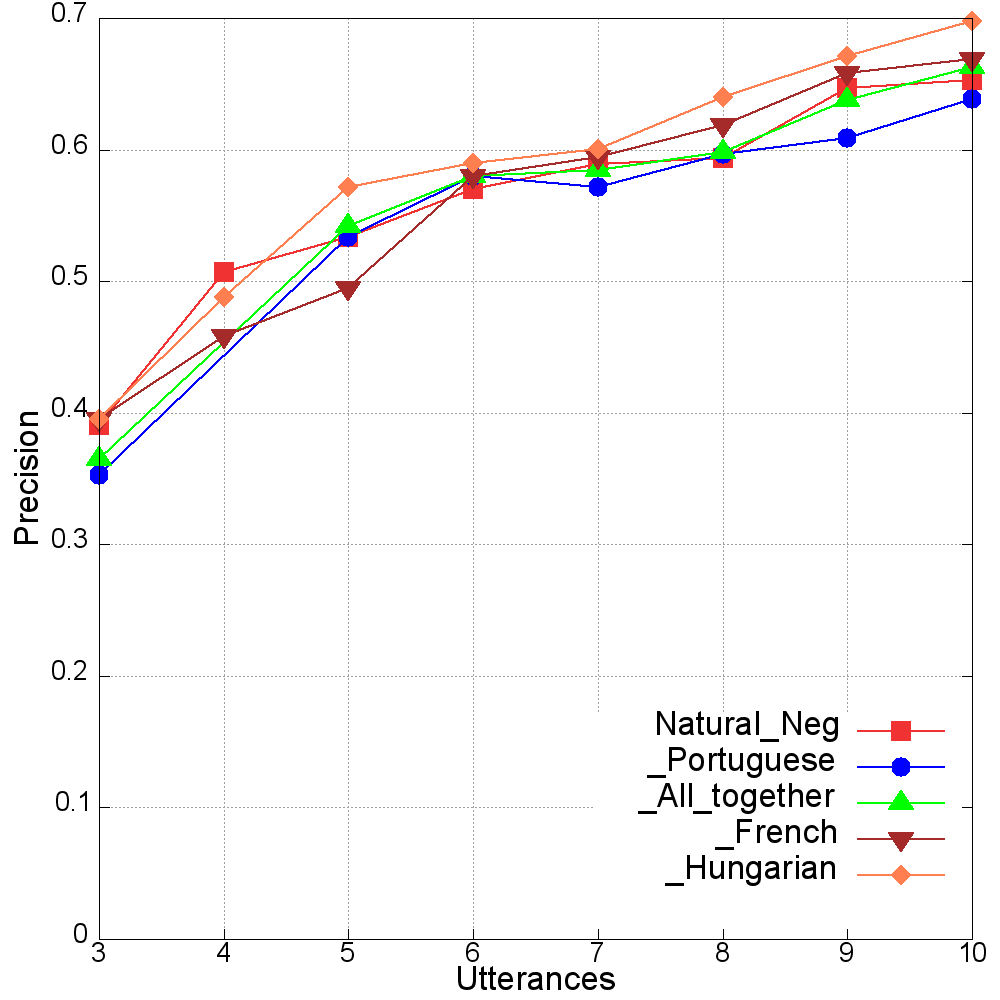 0.7
0.6
0.5
0.4
0.3
0.2
0.1
0
Precision
3 4 5 6 7 8 9 10
Utterances
Natural_Neg
_Portuguese
_All_together
_French
_Hungarian